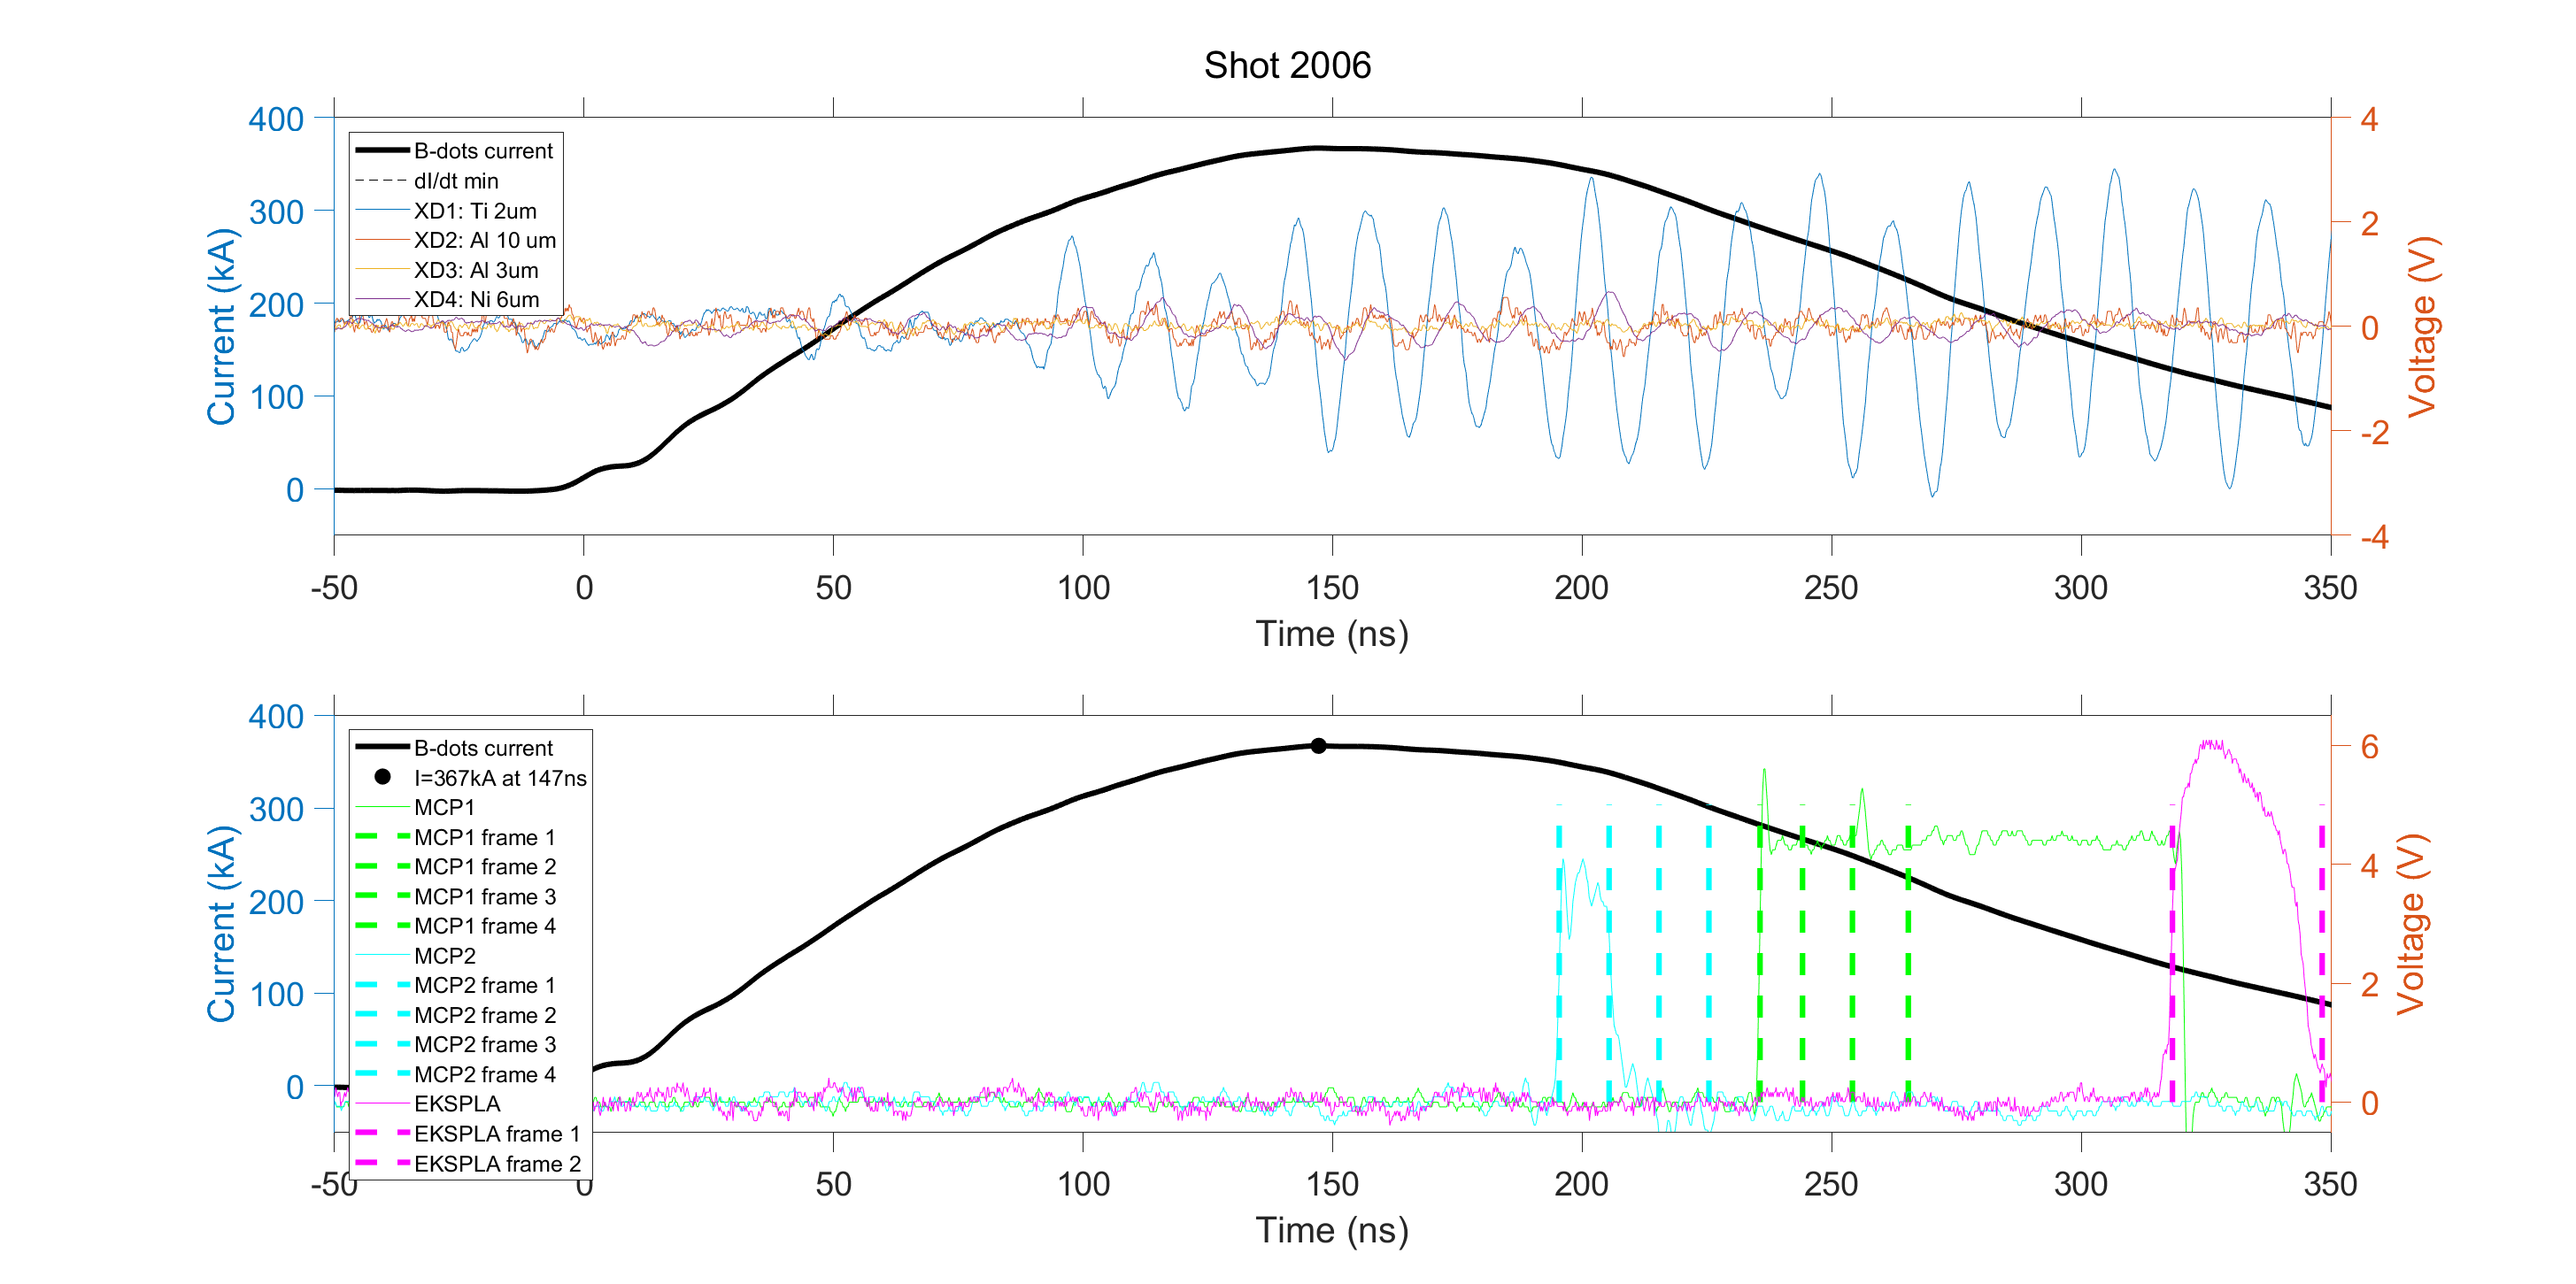 Shot 2006
400
300
200
100
0
Current (kA)
4
2
0
-2
-4
Voltage (V)
B-dots current
dI/dt min
XD1: Ti 2um
XD2: Al 10 um
XD3: Al 3um
XD4: Ni 6um
-50 0 50 100 150 200 250 300 350
Time (ns)
400
300
200
100
0
Current (kA)
6
4
2
0
Voltage (V)
B-dots current
I=367kA at 147ns
MCP1
MCP1 frame 1
MCP1 frame 2
MCP1 frame 3
MCP1 frame 4
MCP2
MCP2 frame 1
MCP2 frame 2
MCP2 frame 3
MCP2 frame 4
EKSPLA
EKSPLA frame 1
EKSPLA frame 2
-50 0 50 100 150 200 250 300 350
Time (ns)